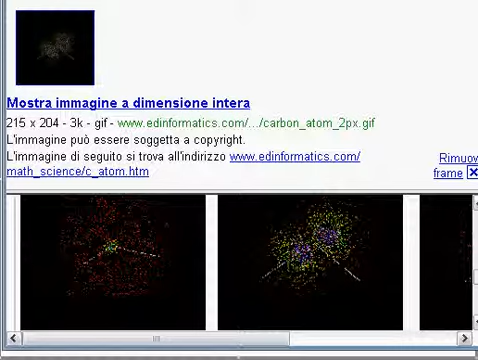 Mostra immagine a dimensione intera
215 x 204 - 3k - gif - www.edinformatics.com/.../carbon_atom_2px.gif
L'immagine può essere soggetta a copyright.
L'immagine di seguito si trova all'indirizzo www.edinformatics.com/
math_science/c_atom.htm
Rimuov
frame